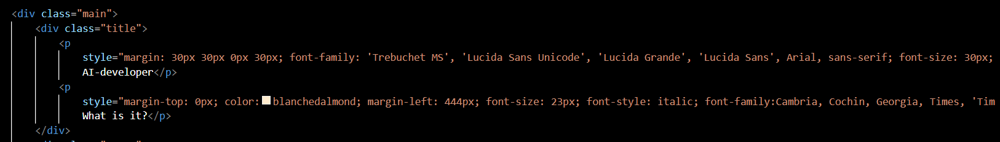 <div class="main">
<div class="title">
<p
style="margin: 30px 30px 0px 30px; font-family: 'Trebuchet MS', 'Lucida Sans Unicode', 'Lucida Grande', 'Lucida Sans', Arial, sans-serif; font-size: 30px;
AI-developer</p>
<p
style="margin-top: 0px; color: blanchedalmond; margin-left: 444px; font-size: 23px; font-style: italic; font-family:Cambria, Cochin, Georgia, Times, 'Tim
What is it?</p>
</div>